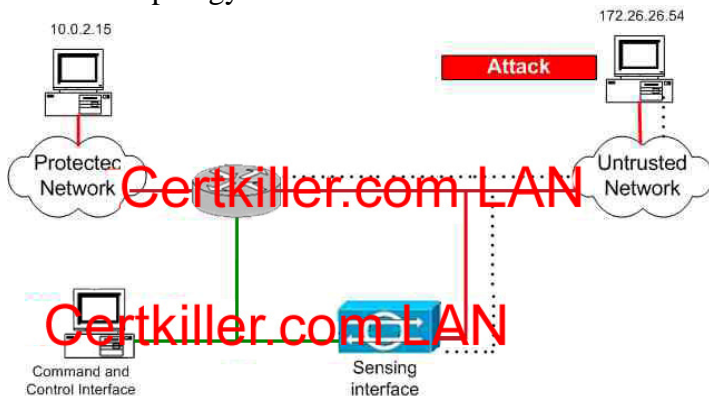 172.26.26.54
10.0.2.15
Attack
Protectec
Network
Untrusted
Network
Certkiller.com LAN
Certkiller.com LAN
Command and
Control Interface
Sensing
interface